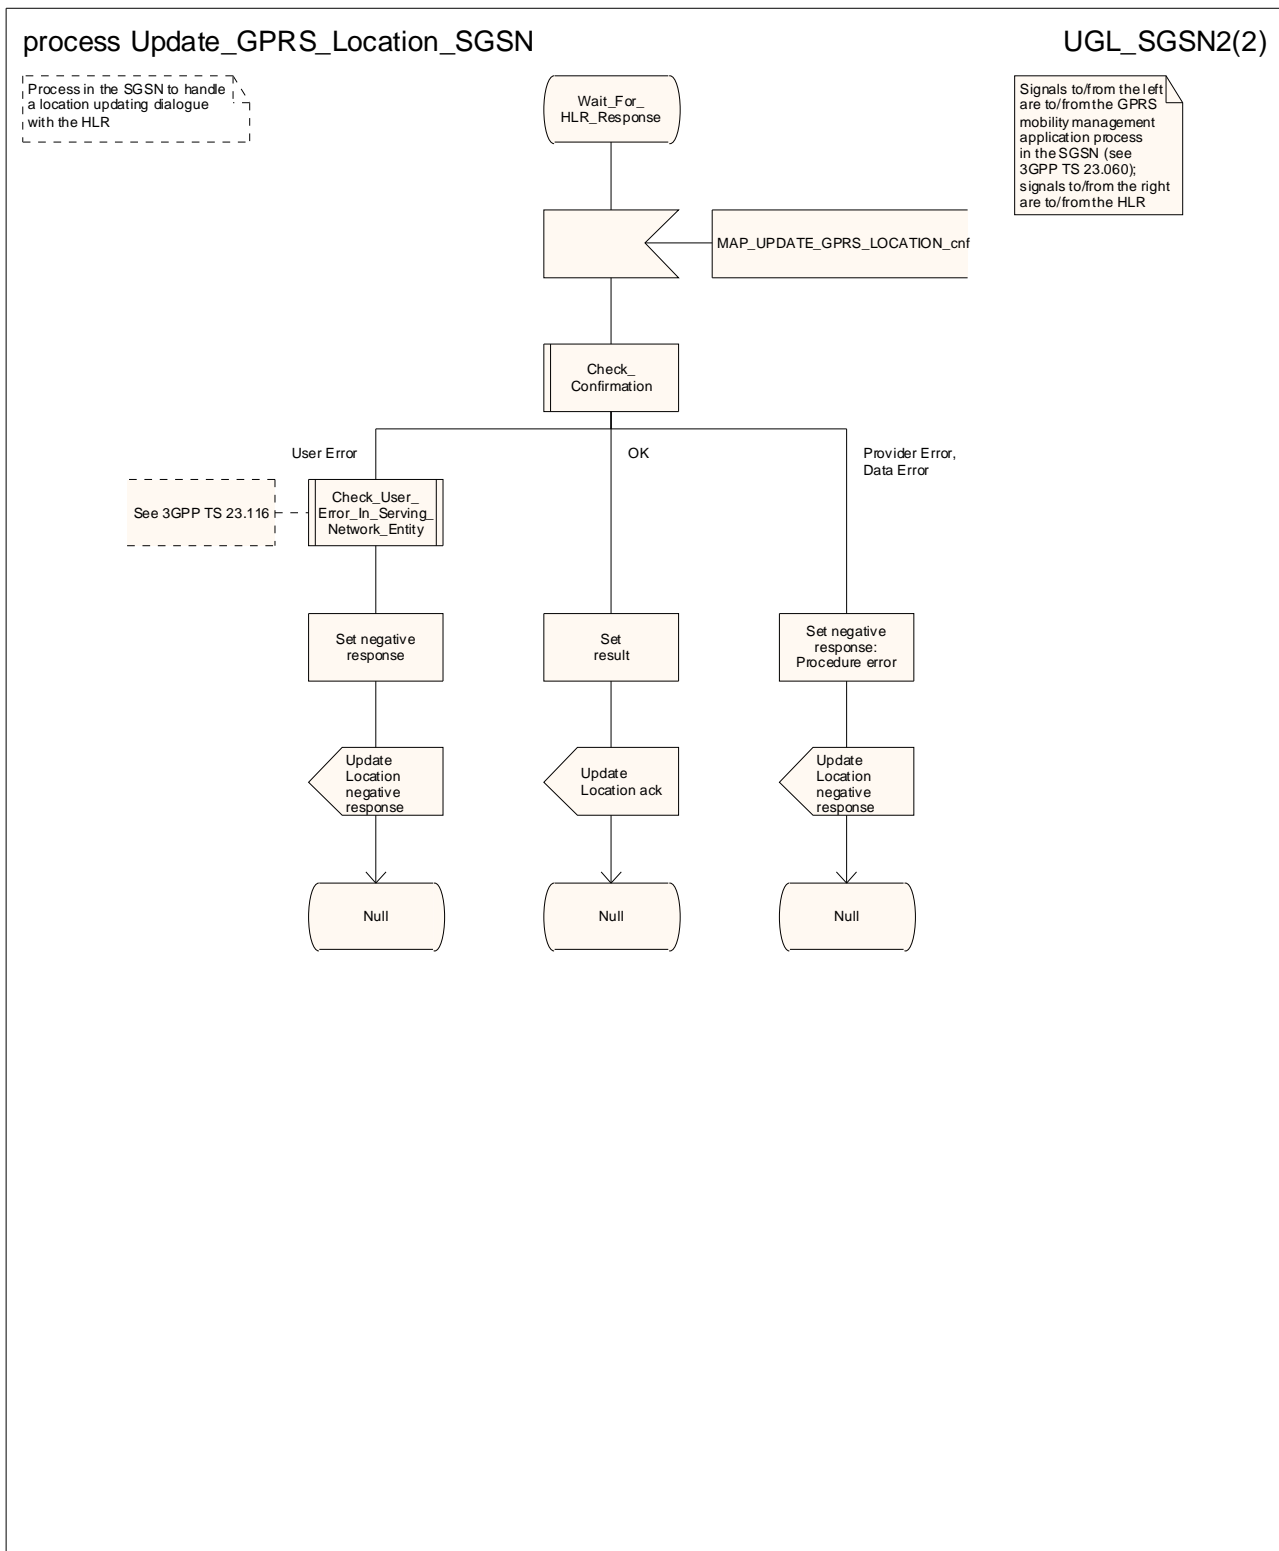 process Update_GPRS_Location_SGSN
UGL_SGSN2(2)
Process in the SGSN to handle
a location updating dialogue
with the HLR
Wait_For_
HLR_Response
Signals to/from the left
are to/from the GPRS
mobility management
application process
in the SGSN (see
3GPP TS 23.060);
signals to/from the right
are to/from the HLR
MAP_UPDATE_GPRS_LOCATION_cnf
Check_
Confirmation
User Error
OK
Provider Error,
Data Error
See 3GPP TS 23.116
Check_User_
Error_In_Serving_
Network_Entity
Set negative
response
Set
result
Set negative
response:
Procedure error
Update
Location
negative
response
Update
Location ack
Update
Location
negative
response
Null
Null
Null